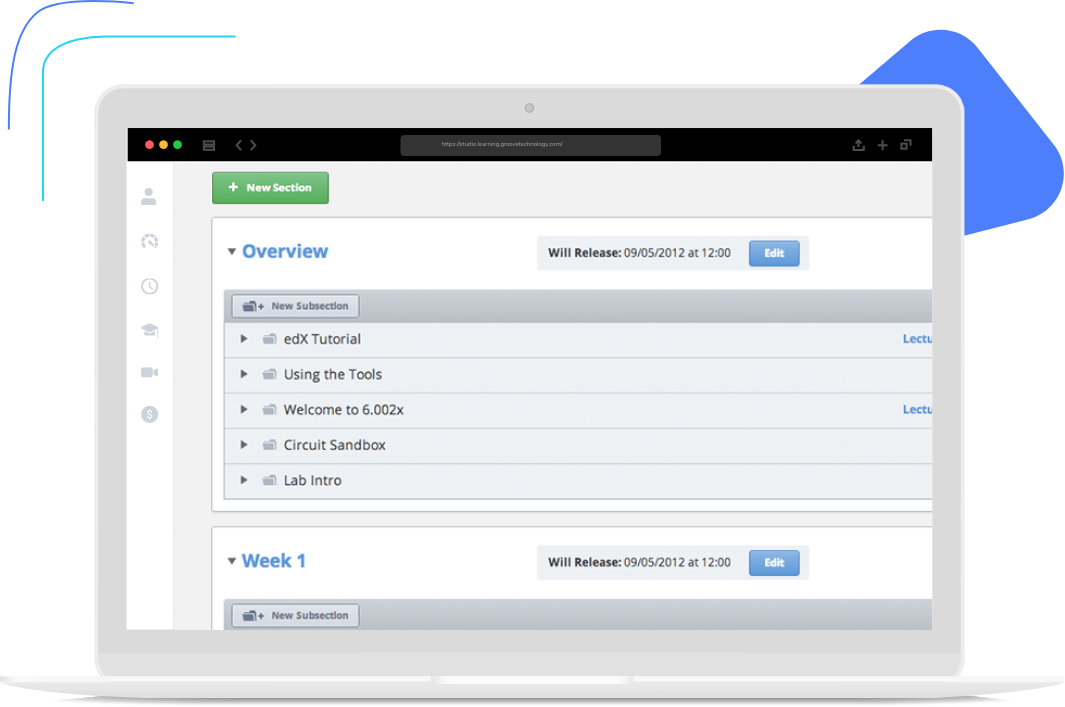 https://studio.learning.groovetechnology.com/
+ New Section
Overview
Will Release: 09/05/2012 at 12:00
Edit
New Subsection
edX Tutorial
Lectu
Using the Tools
Welcome to 6.002x
Lectu
Circuit Sandbox
Lab Intro
Week 1
Will Release: 09/05/2012 at 12:00
Edit
New Subsection